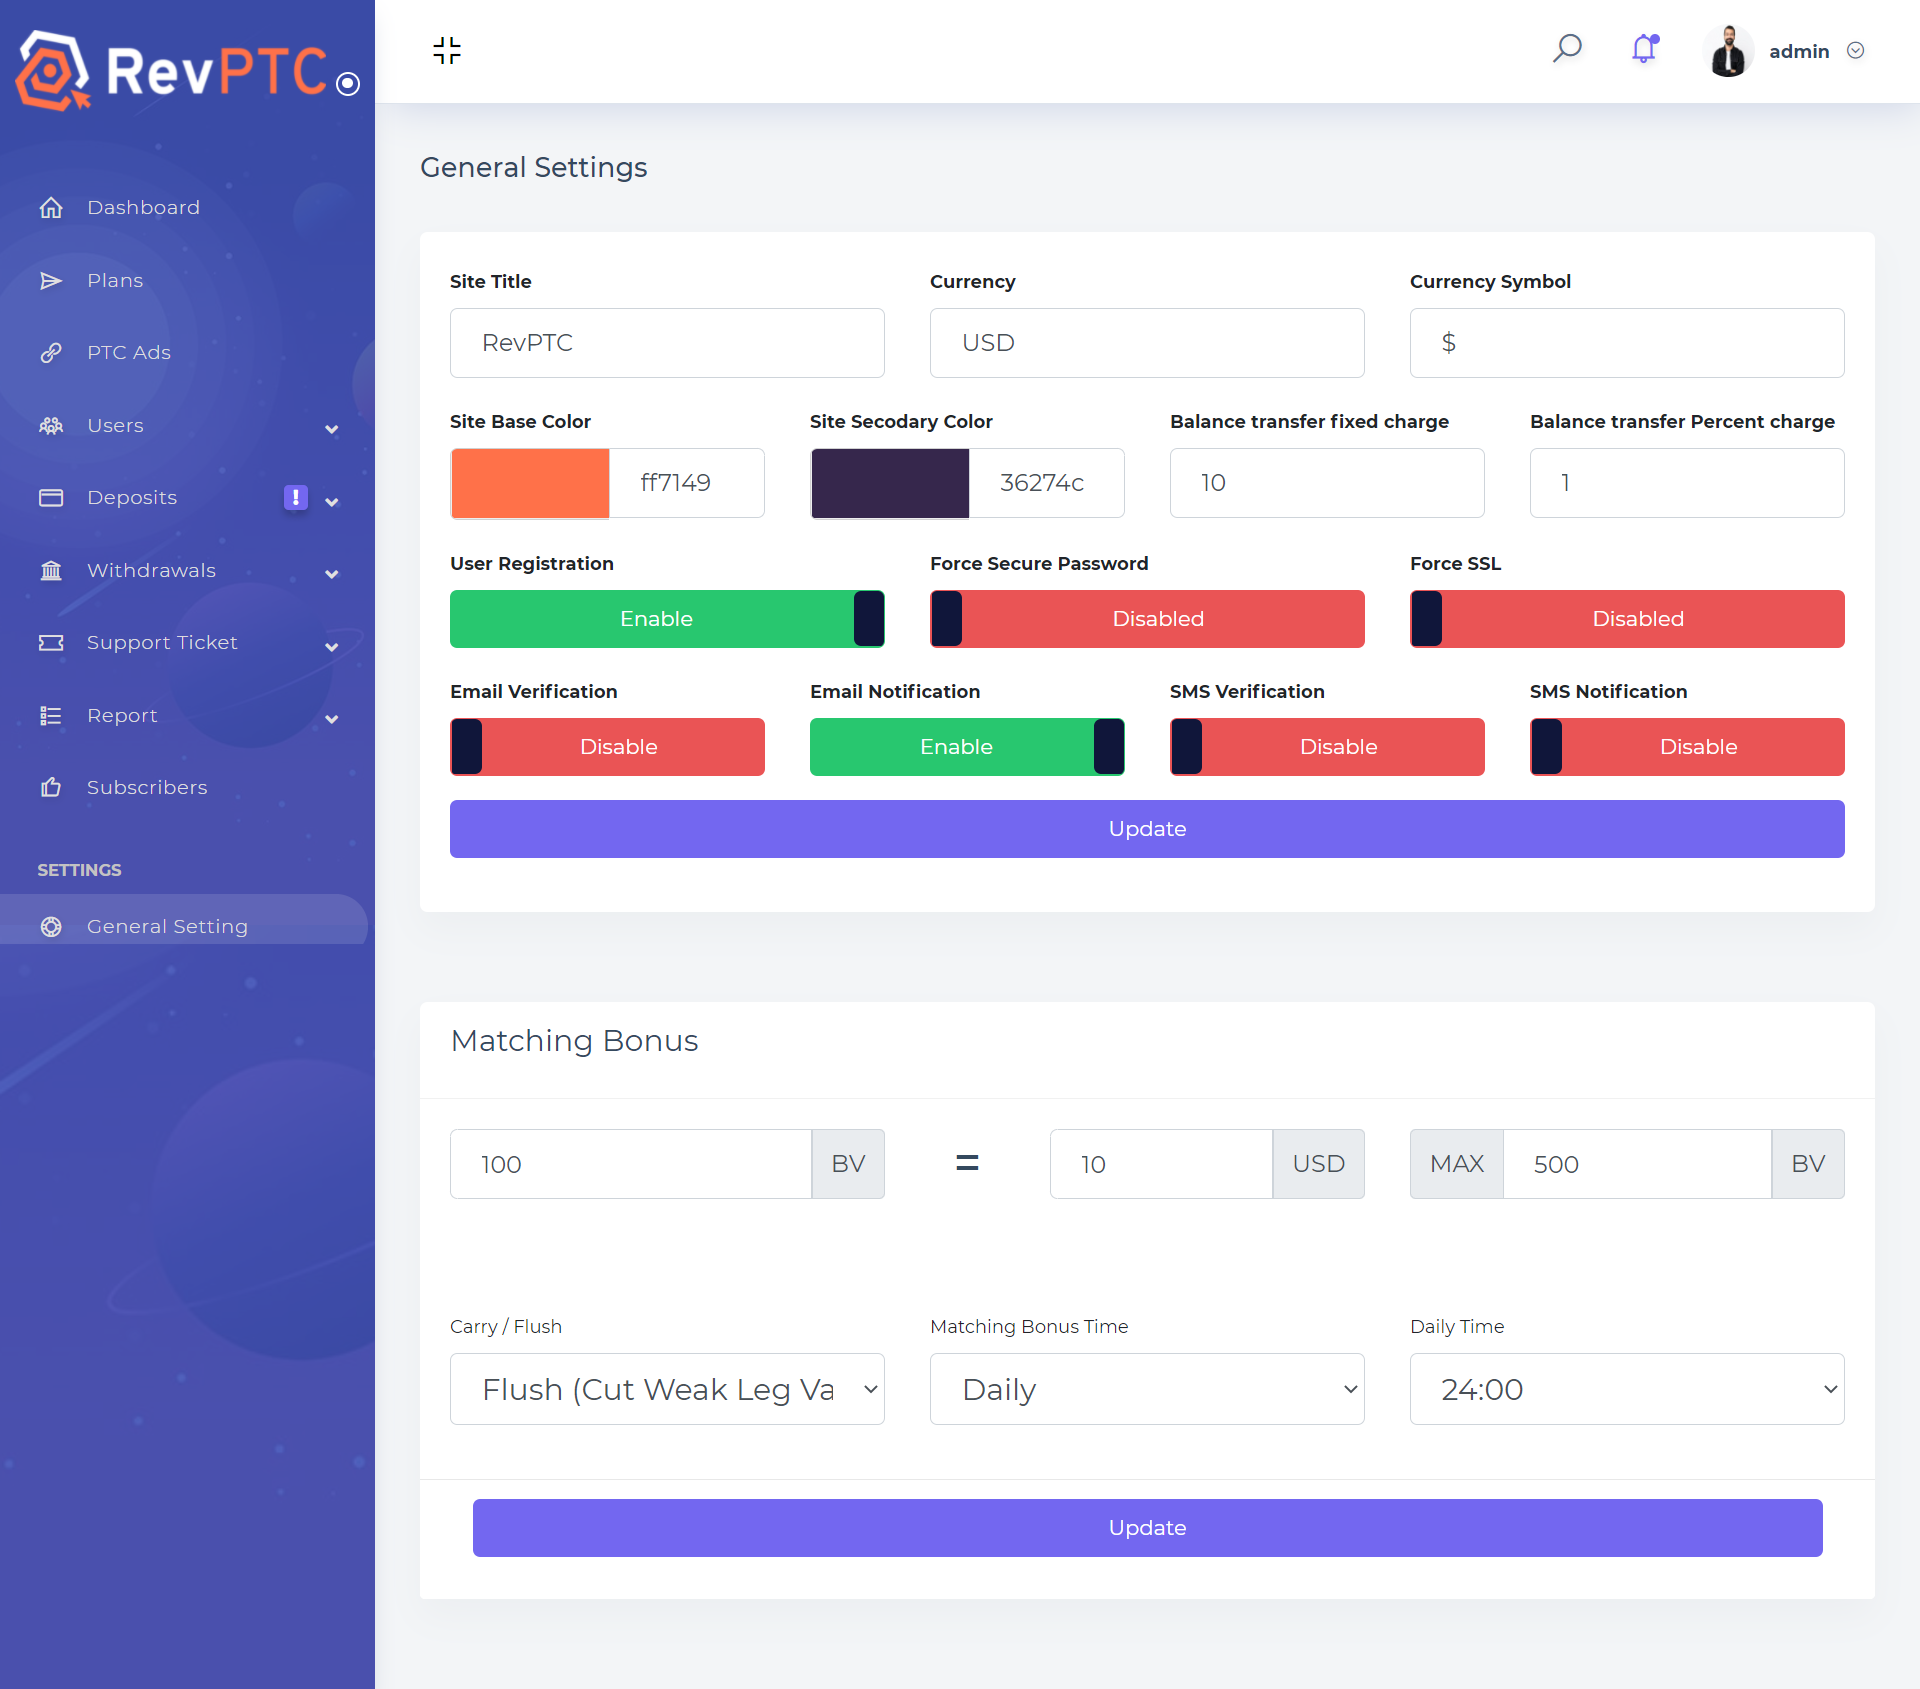 RevPTC
admin
Dashboard
Plans
PTC Ads
Users
Deposits
!
Withdrawals
Support Ticket
Report
Subscribers
SETTINGS
General Setting
General Settings
Site Title
Currency
Currency Symbol
RevPTC
USD
$
Site Base Color
Site Secodary Color
Balance transfer fixed charge
Balance transfer Percent charge
ff7149
36274c
10
1
User Registration
Force Secure Password
Force SSL
Enable
Disabled
Disabled
Email Verification
Email Notification
SMS Verification
SMS Notification
Disable
Enable
Disable
Disable
Update
Matching Bonus
100 BV = 10 USD MAX 500 BV
Carry / Flush
Matching Bonus Time
Daily Time
Flush (Cut Weak Leg Va
Daily
24:00
Update